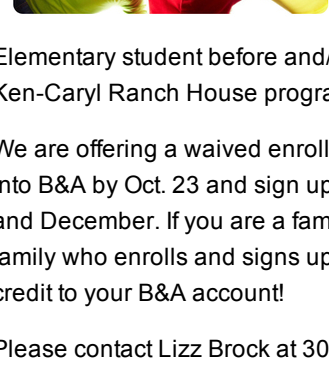 Elementary student before and/
Ken-Caryl Ranch House progra
We are offering a waived enroll
into B&A by Oct. 23 and sign up
and December. If you are a fam
family who enrolls and signs up
credit to your B&A account!
Please contact Lizz Brock at 30